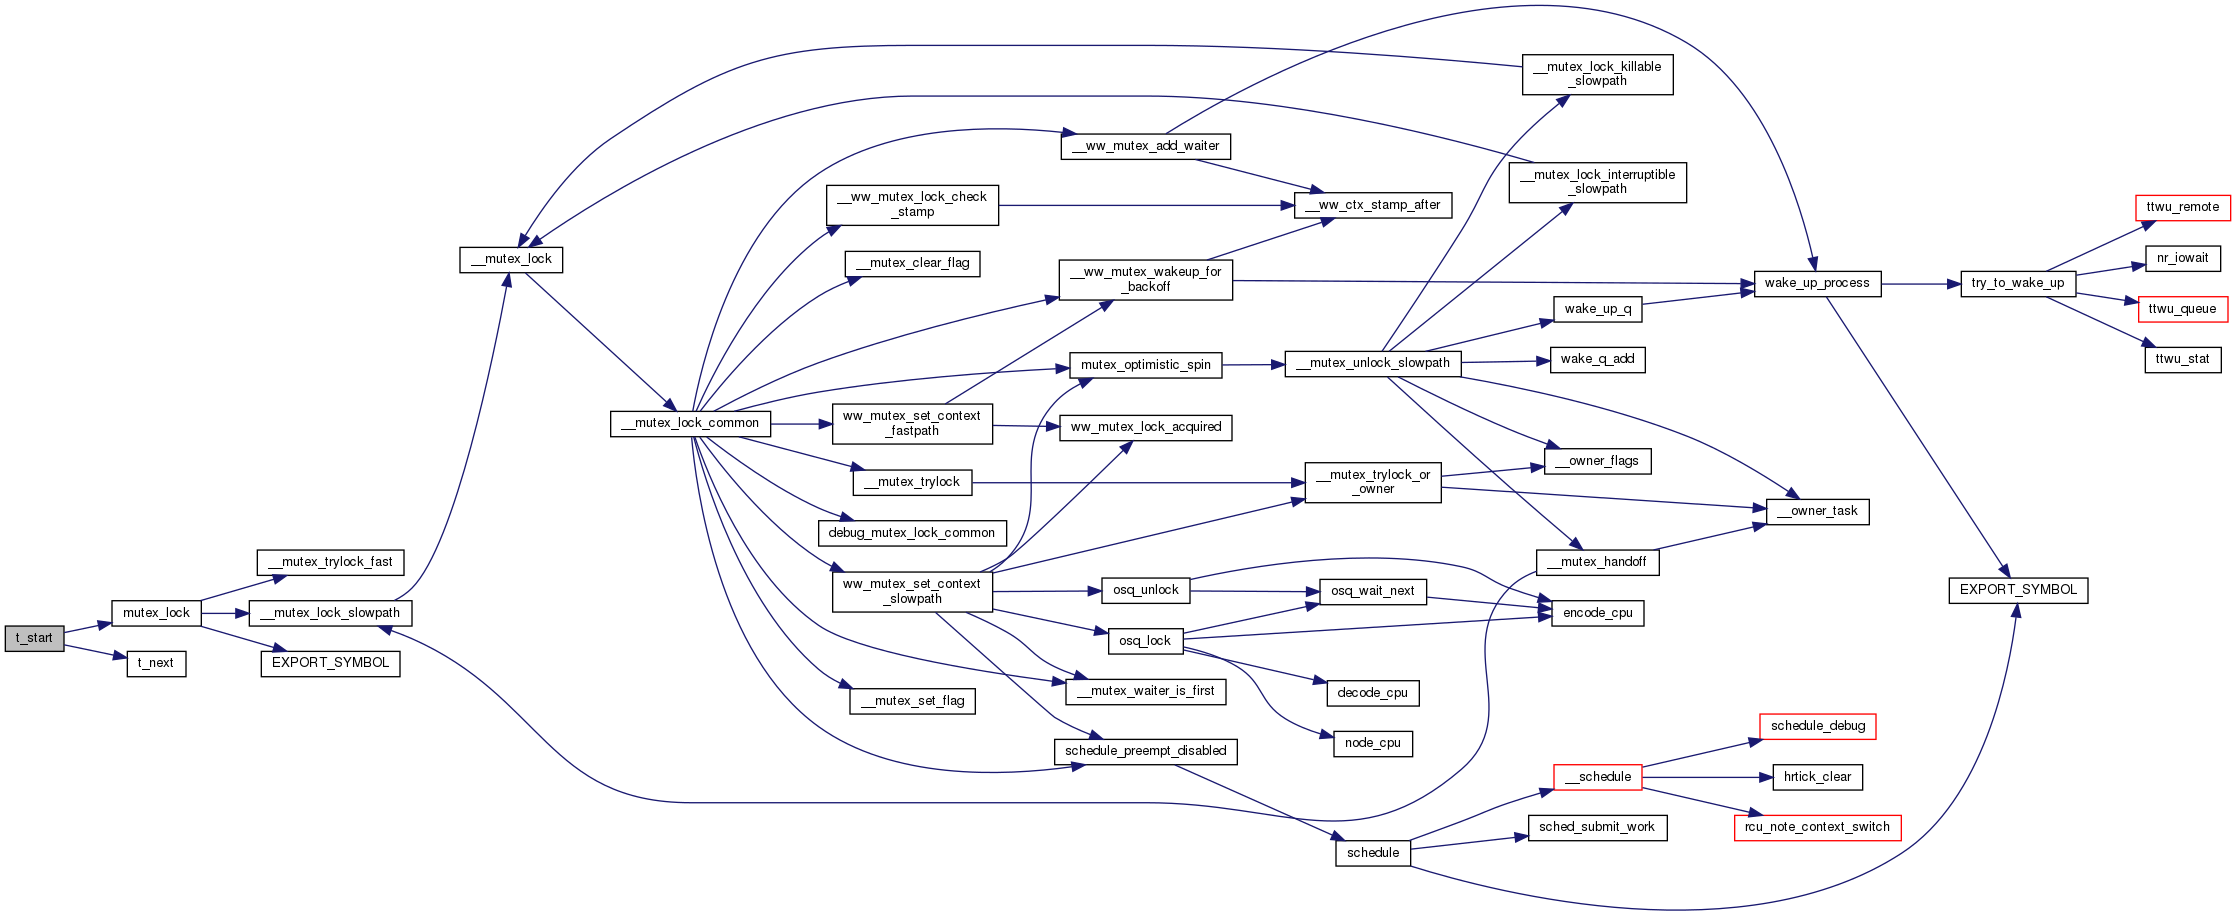 t_start
mutex_lock
t_next
__mutex_trylock_fast
__mutex_lock_slowpath
EXPORT_SYMBOL
__mutex_lock
__mutex_lock_common
__ww_mutex_lock_check
_stamp
__mutex_clear_flag
ww_mutex_set_context
_fastpath
__mutex_trylock
debug_mutex_lock_common
ww_mutex_set_context
_slowpath
__mutex_set_flag
__ww_mutex_add_waiter
__ww_mutex_wakeup_for
_backoff
mutex_optimistic_spin
ww_mutex_lock_acquired
osq_unlock
osq_lock
__mutex_waiter_is_first
schedule_preempt_disabled
__ww_ctx_stamp_after
__mutex_unlock_slowpath
__mutex_trylock_or
_owner
osq_wait_next
decode_cpu
node_cpu
schedule
__mutex_lock_killable
_slowpath
__mutex_lock_interruptible
_slowpath
wake_up_q
wake_q_add
__owner_flags
__mutex_handoff
encode_cpu
__schedule
sched_submit_work
wake_up_process
__owner_task
schedule_debug
hrtick_clear
rcu_note_context_switch
try_to_wake_up
EXPORT_SYMBOL
ttwu_remote
nr_iowait
ttwu_queue
ttwu_stat